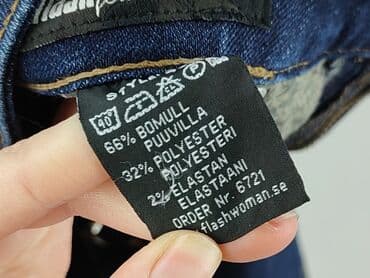 STYLE
40
66% BOMULL
PUUVILLA
32% POLYESTER
POLYESTERI
2% ELASTAN
ELASTAANI
ORDER Nr. 6721
flashwoman.se